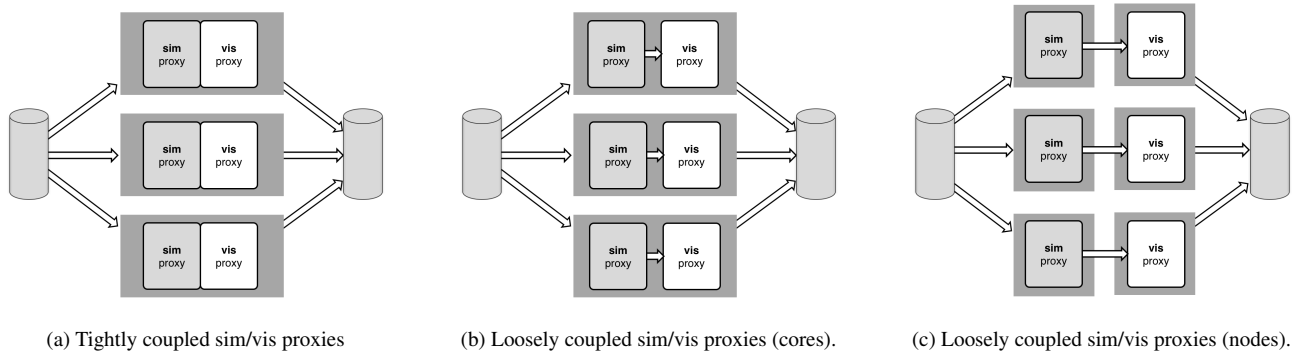 sim
proxy
vis
proxy
sim
proxy
vis
proxy
sim
proxy
vis
proxy
(a) Tightly coupled sim/vis proxies
sim
proxy
vis
proxy
sim
proxy
vis
proxy
sim
proxy
vis
proxy
(b) Loosely coupled sim/vis proxies (cores).
sim
proxy
vis
proxy
sim
proxy
vis
proxy
sim
proxy
vis
proxy
(c) Loosely coupled sim/vis proxies (nodes).